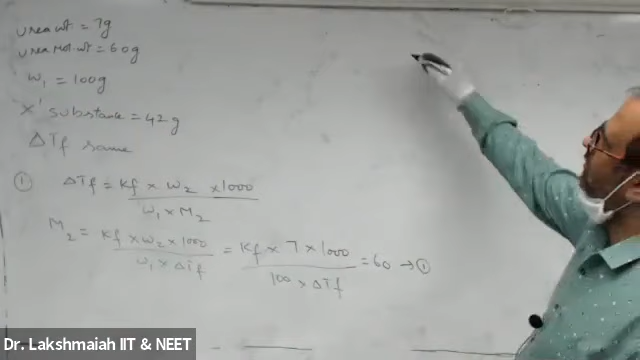 urea wt = 7g
urea mol. wt = 60g
W₁ = 100g
'X' substance = 42g
ΔTf same
① ΔTf = Kf × W₂ × 1000 / W₁ × M₂
M₂ = Kf × W₂ × 1000 / W₁ × ΔTf = Kf × 7 × 1000 / 100 × ΔTf = 60 → ①
Dr. Lakshmaiah IIT & NEET